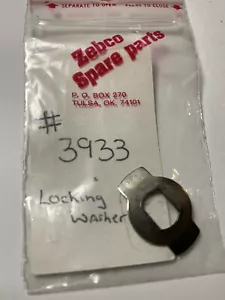 SEPARATE TO OPEN
PRESS TO CLOSE
Zebco
Spare parts
P. O. BOX 270
TULSA, OK. 74101
# 
3933
Locking
washer